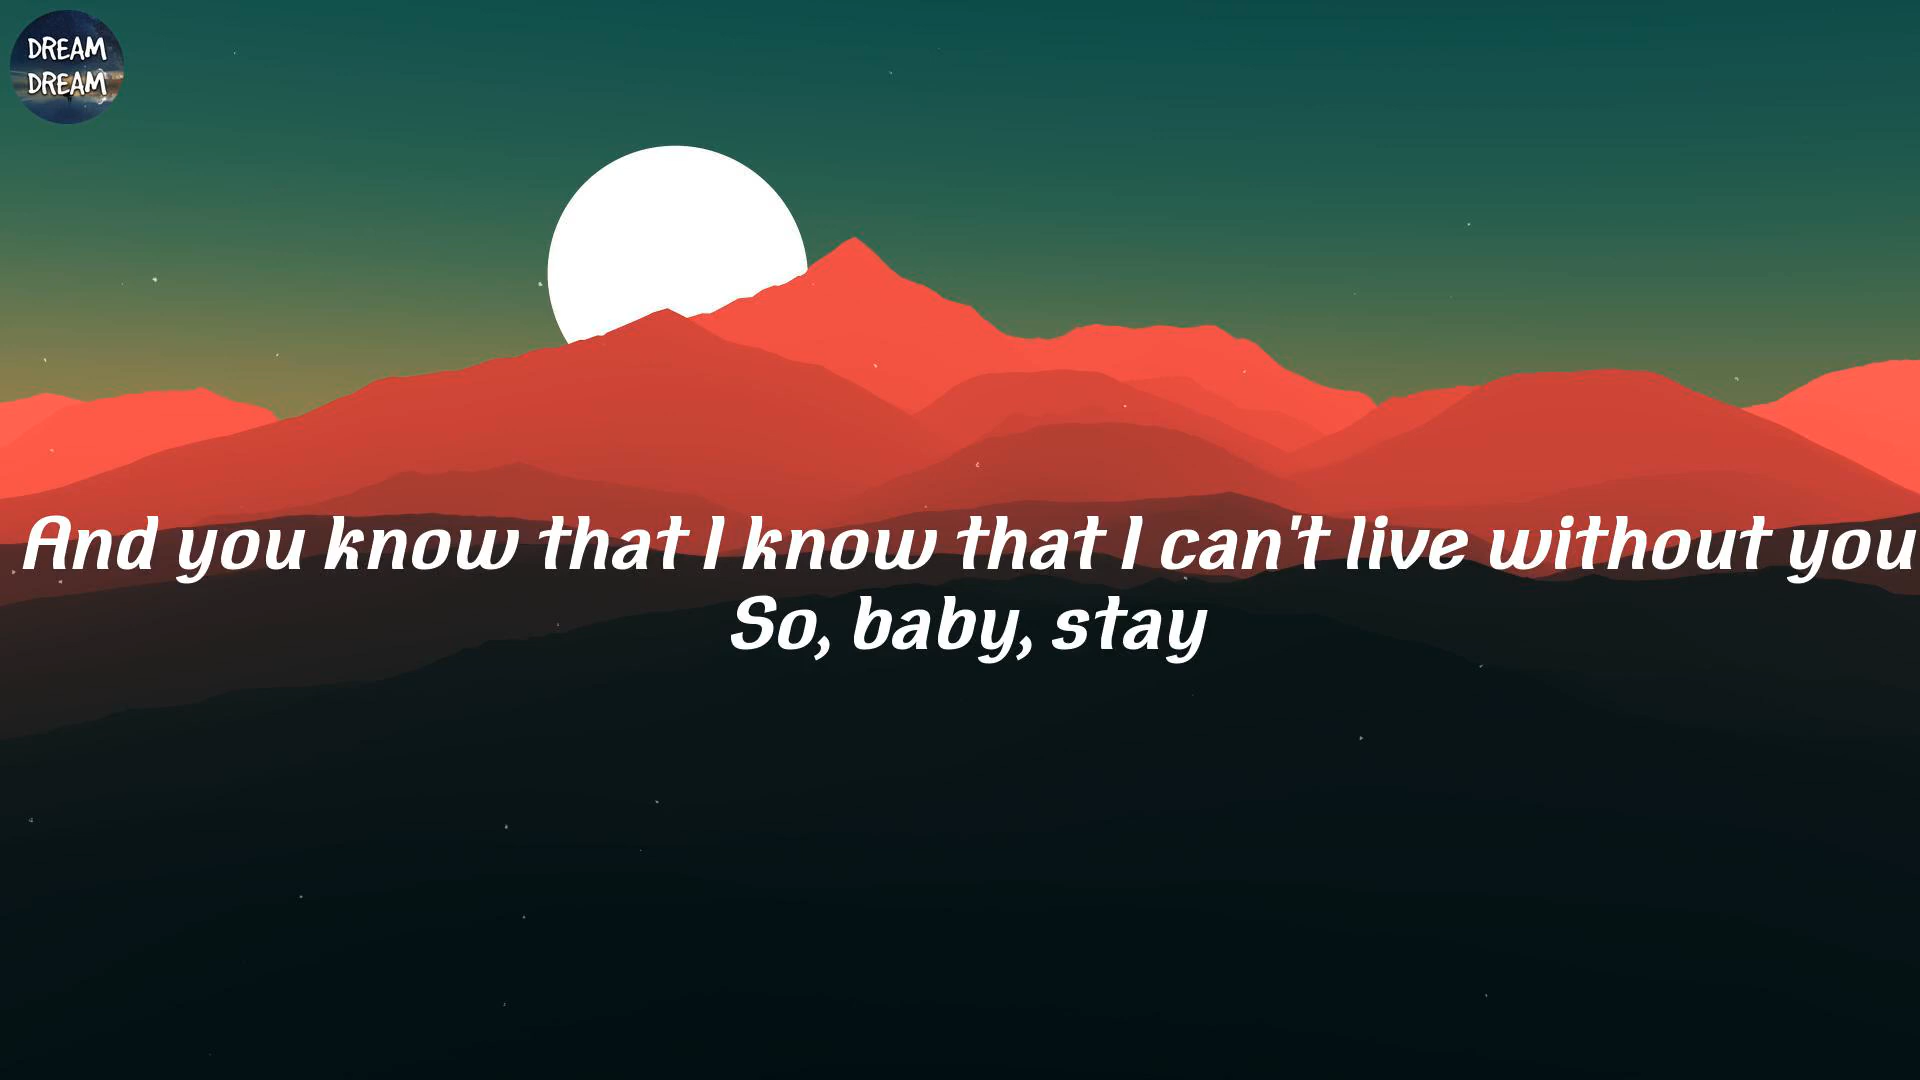 DREAM
DREAM
And you know that I know that I can't live without you
So, baby, stay